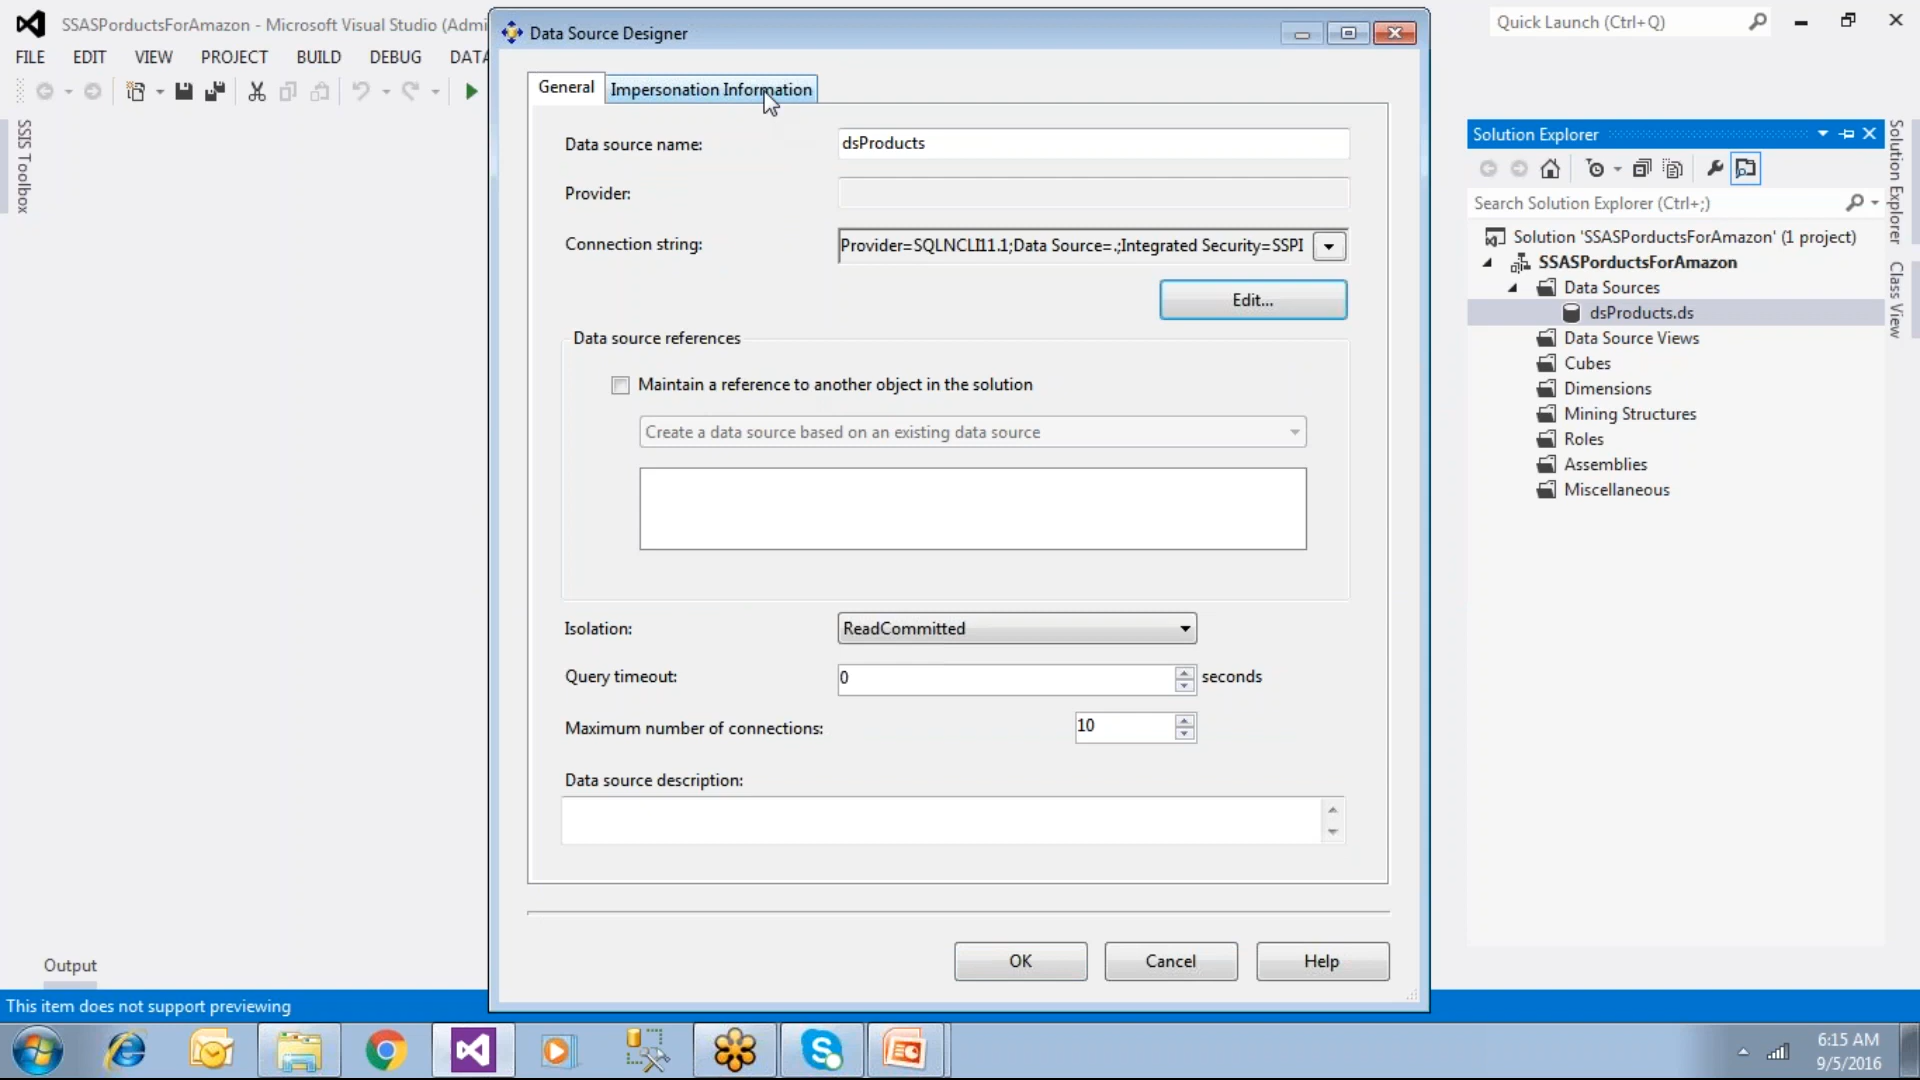 SSASPorductsForAmazon - Microsoft Visual Studio (Admi
Quick Launch (Ctrl+Q)
FILE EDIT VIEW PROJECT BUILD DEBUG DATA
SSIS Toolbox
Data Source Designer
General Impersonation Information
Data source name: dsProducts
Provider:
Connection string: Provider=SQLNCLI11.1;Data Source=.;Integrated Security=SSPI
Edit...
Data source references
Maintain a reference to another object in the solution
Create a data source based on an existing data source
Isolation: ReadCommitted
Query timeout: 0 seconds
Maximum number of connections: 10
Data source description:
OK Cancel Help
Solution Explorer
Search Solution Explorer (Ctrl+;)
Solution 'SSASPorductsForAmazon' (1 project)
SSASPorductsForAmazon
Data Sources
dsProducts.ds
Data Source Views
Cubes
Dimensions
Mining Structures
Roles
Assemblies
Miscellaneous
Solution Explorer
Class View
Output
This item does not support previewing
6:15 AM
9/5/2016